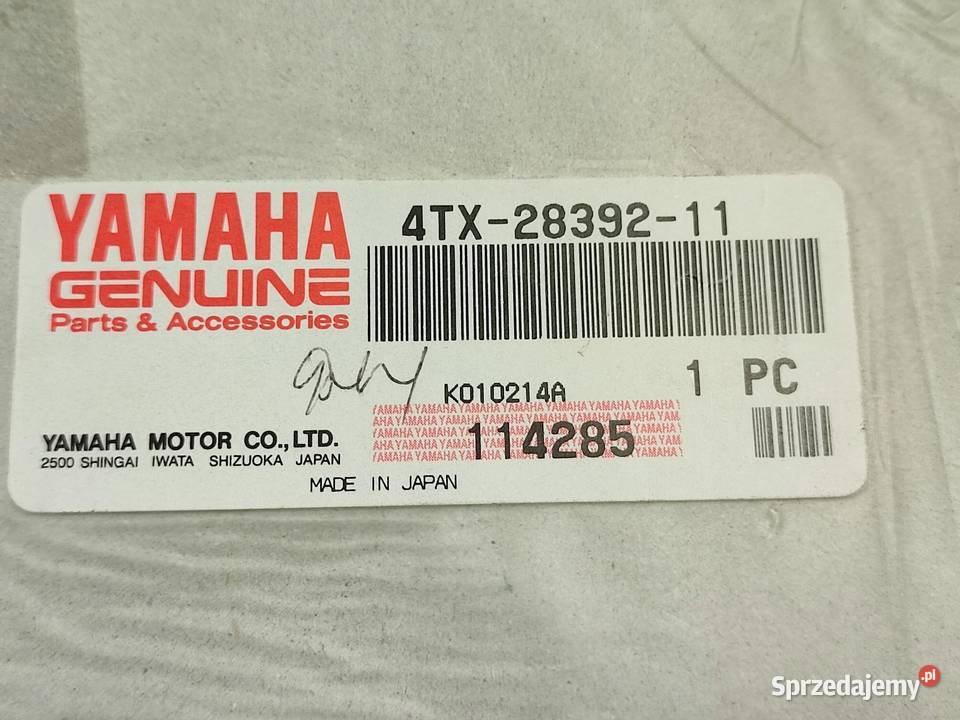 YAMAHA
GENUINE
Parts & Accessories
4TX-28392-11
K010214A
1 PC
YAMAHA MOTOR CO., LTD.
2500 SHINGAI IWATA SHIZUOKA JAPAN
114285
MADE IN JAPAN
Sprzedajemy.pl